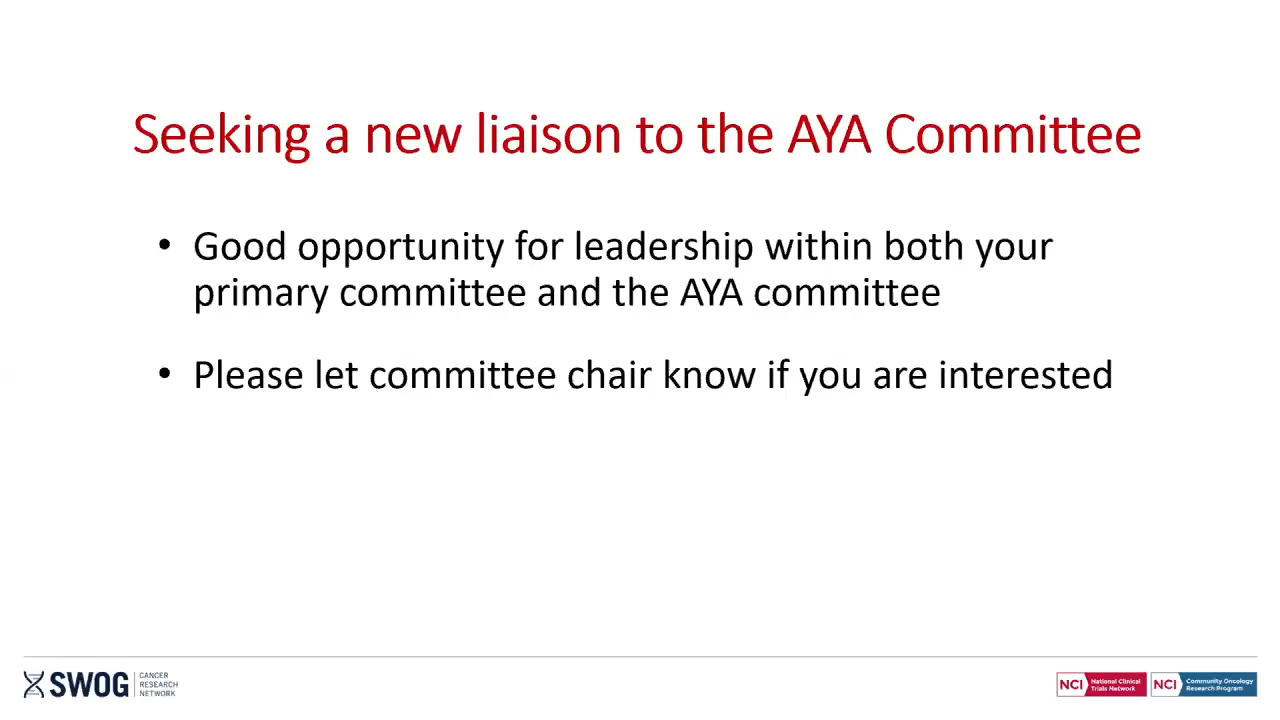 Seeking a new liaison to the AYA Committee
• Good opportunity for leadership within both your
primary committee and the AYA committee
• Please let committee chair know if you are interested
SWOG
CANCER
RESEARCH
NETWORK
NCI
National Clinical
Trials Network
NCI
Community Oncology
Research Program